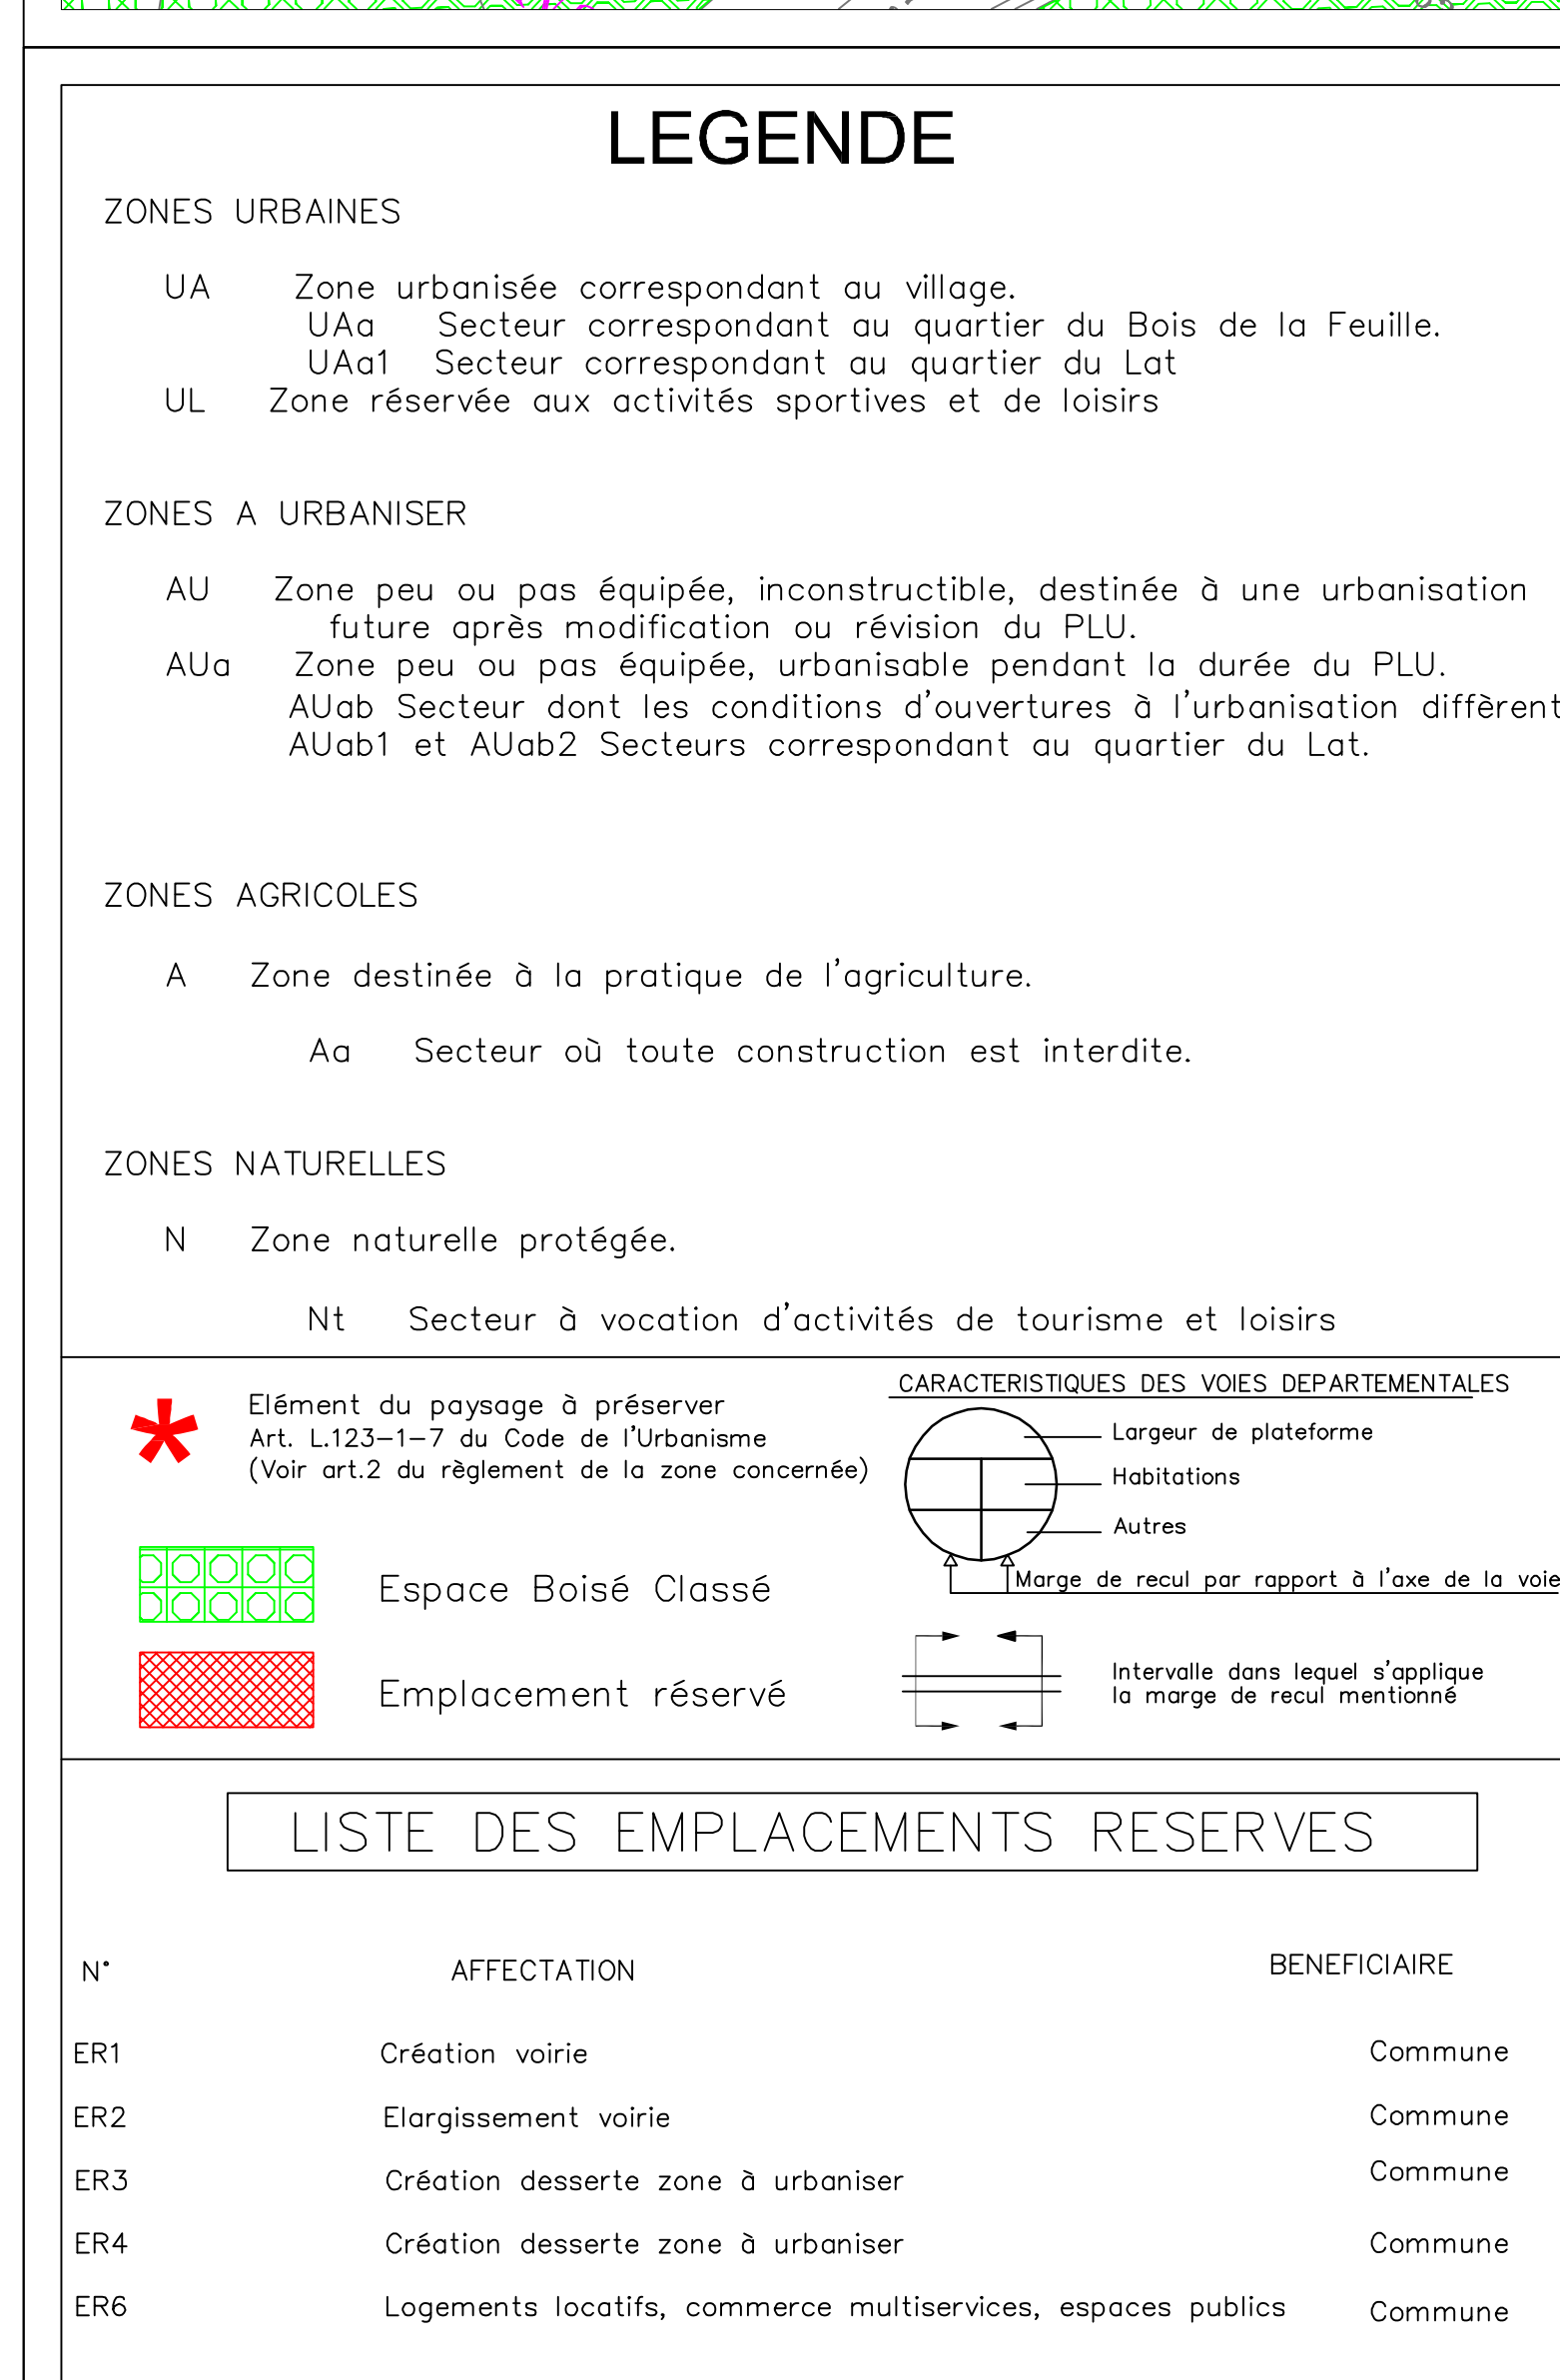 LEGENDE
ZONES URBAINES
UA Zone urbanisée correspondant au village.
UAa Secteur correspondant au quartier du Bois de la Feuille.
UAa1 Secteur correspondant au quartier du Lat
UL Zone réservée aux activités sportives et de loisirs
ZONES A URBANISER
AU Zone peu ou pas équipée, inconstructible, destinée à une urbanisation
future après modification ou révision du PLU.
AUa Zone peu ou pas équipée, urbanisable pendant la durée du PLU.
AUab Secteur dont les conditions d'ouvertures à l'urbanisation diffèrent
AUab1 et AUab2 Secteurs correspondant au quartier du Lat.
ZONES AGRICOLES
A Zone destinée à la pratique de l'agriculture.
Aa Secteur où toute construction est interdite.
ZONES NATURELLES
N Zone naturelle protégée.
Nt Secteur à vocation d'activités de tourisme et loisirs
Elément du paysage à préserver
Art. L.123-1-7 du Code de l'Urbanisme
(Voir art.2 du règlement de la zone concernée)
Espace Boisé Classé
Emplacement réservé
CARACTERISTIQUES DES VOIES DEPARTEMENTALES
Largeur de plateforme
Habitations
Autres
Marge de recul par rapport à l'axe de la voie
Intervalle dans lequel s'applique
la marge de recul mentionné
LISTE DES EMPLACEMENTS RESERVES
N° AFFECTATION BENEFICIAIRE
ER1 Création voirie Commune
ER2 Elargissement voirie Commune
ER3 Création desserte zone à urbaniser Commune
ER4 Création desserte zone à urbaniser Commune
ER6 Logements locatifs, commerce multiservices, espaces publics Commune